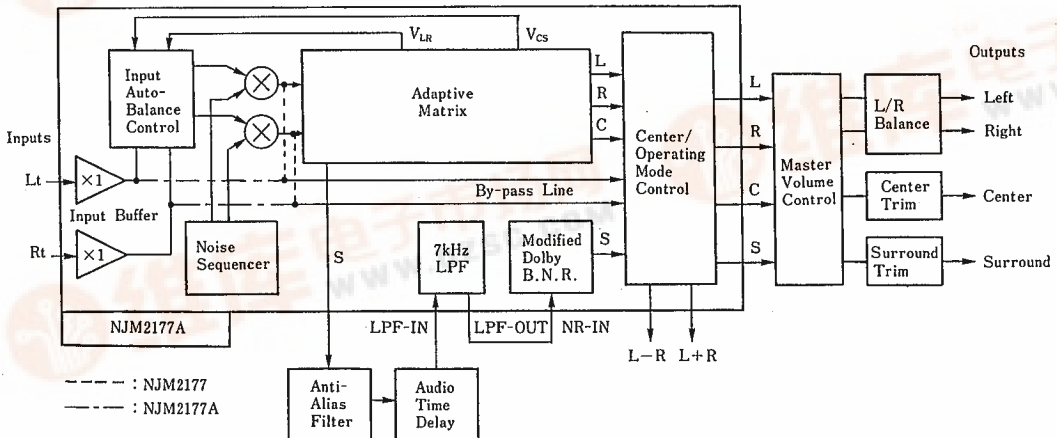 V_LR
V_CS
Outputs
Input
Auto-
Balance
Control
×
×
Adaptive
Matrix
L
R
C
Center/
Operating
Mode
Control
L
R
C
S
Master
Volume
Control
L/R
Balance
Left
Right
Center
Trim
Center
Surround
Trim
Surround
Inputs
Lt
×1
Input Buffer
Rt
×1
By-pass Line
Noise
Sequencer
S
7kHz
LPF
Modified
Dolby
B.N.R.
S
NJM2177A
LPF-IN
LPF-OUT
NR-IN
L−R
L+R
: NJM2177
: NJM2177A
Anti-
Alias
Filter
Audio
Time
Delay